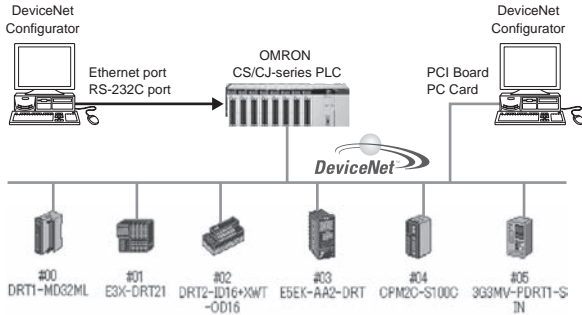 DeviceNet
Configurator
DeviceNet
Configurator
OMRON
CS/CJ-series PLC
Ethernet port
RS-232C port
PCI Board
PC Card
DeviceNet™
#00
DRT1-MD32ML
#01
E3X-DRT21
#02
DRT2-ID16+XWT
-OD16
#03
E5EK-AA2-DRT
#04
CPM2C-S100C
#05
3G3MV-PDRT1-S
IN